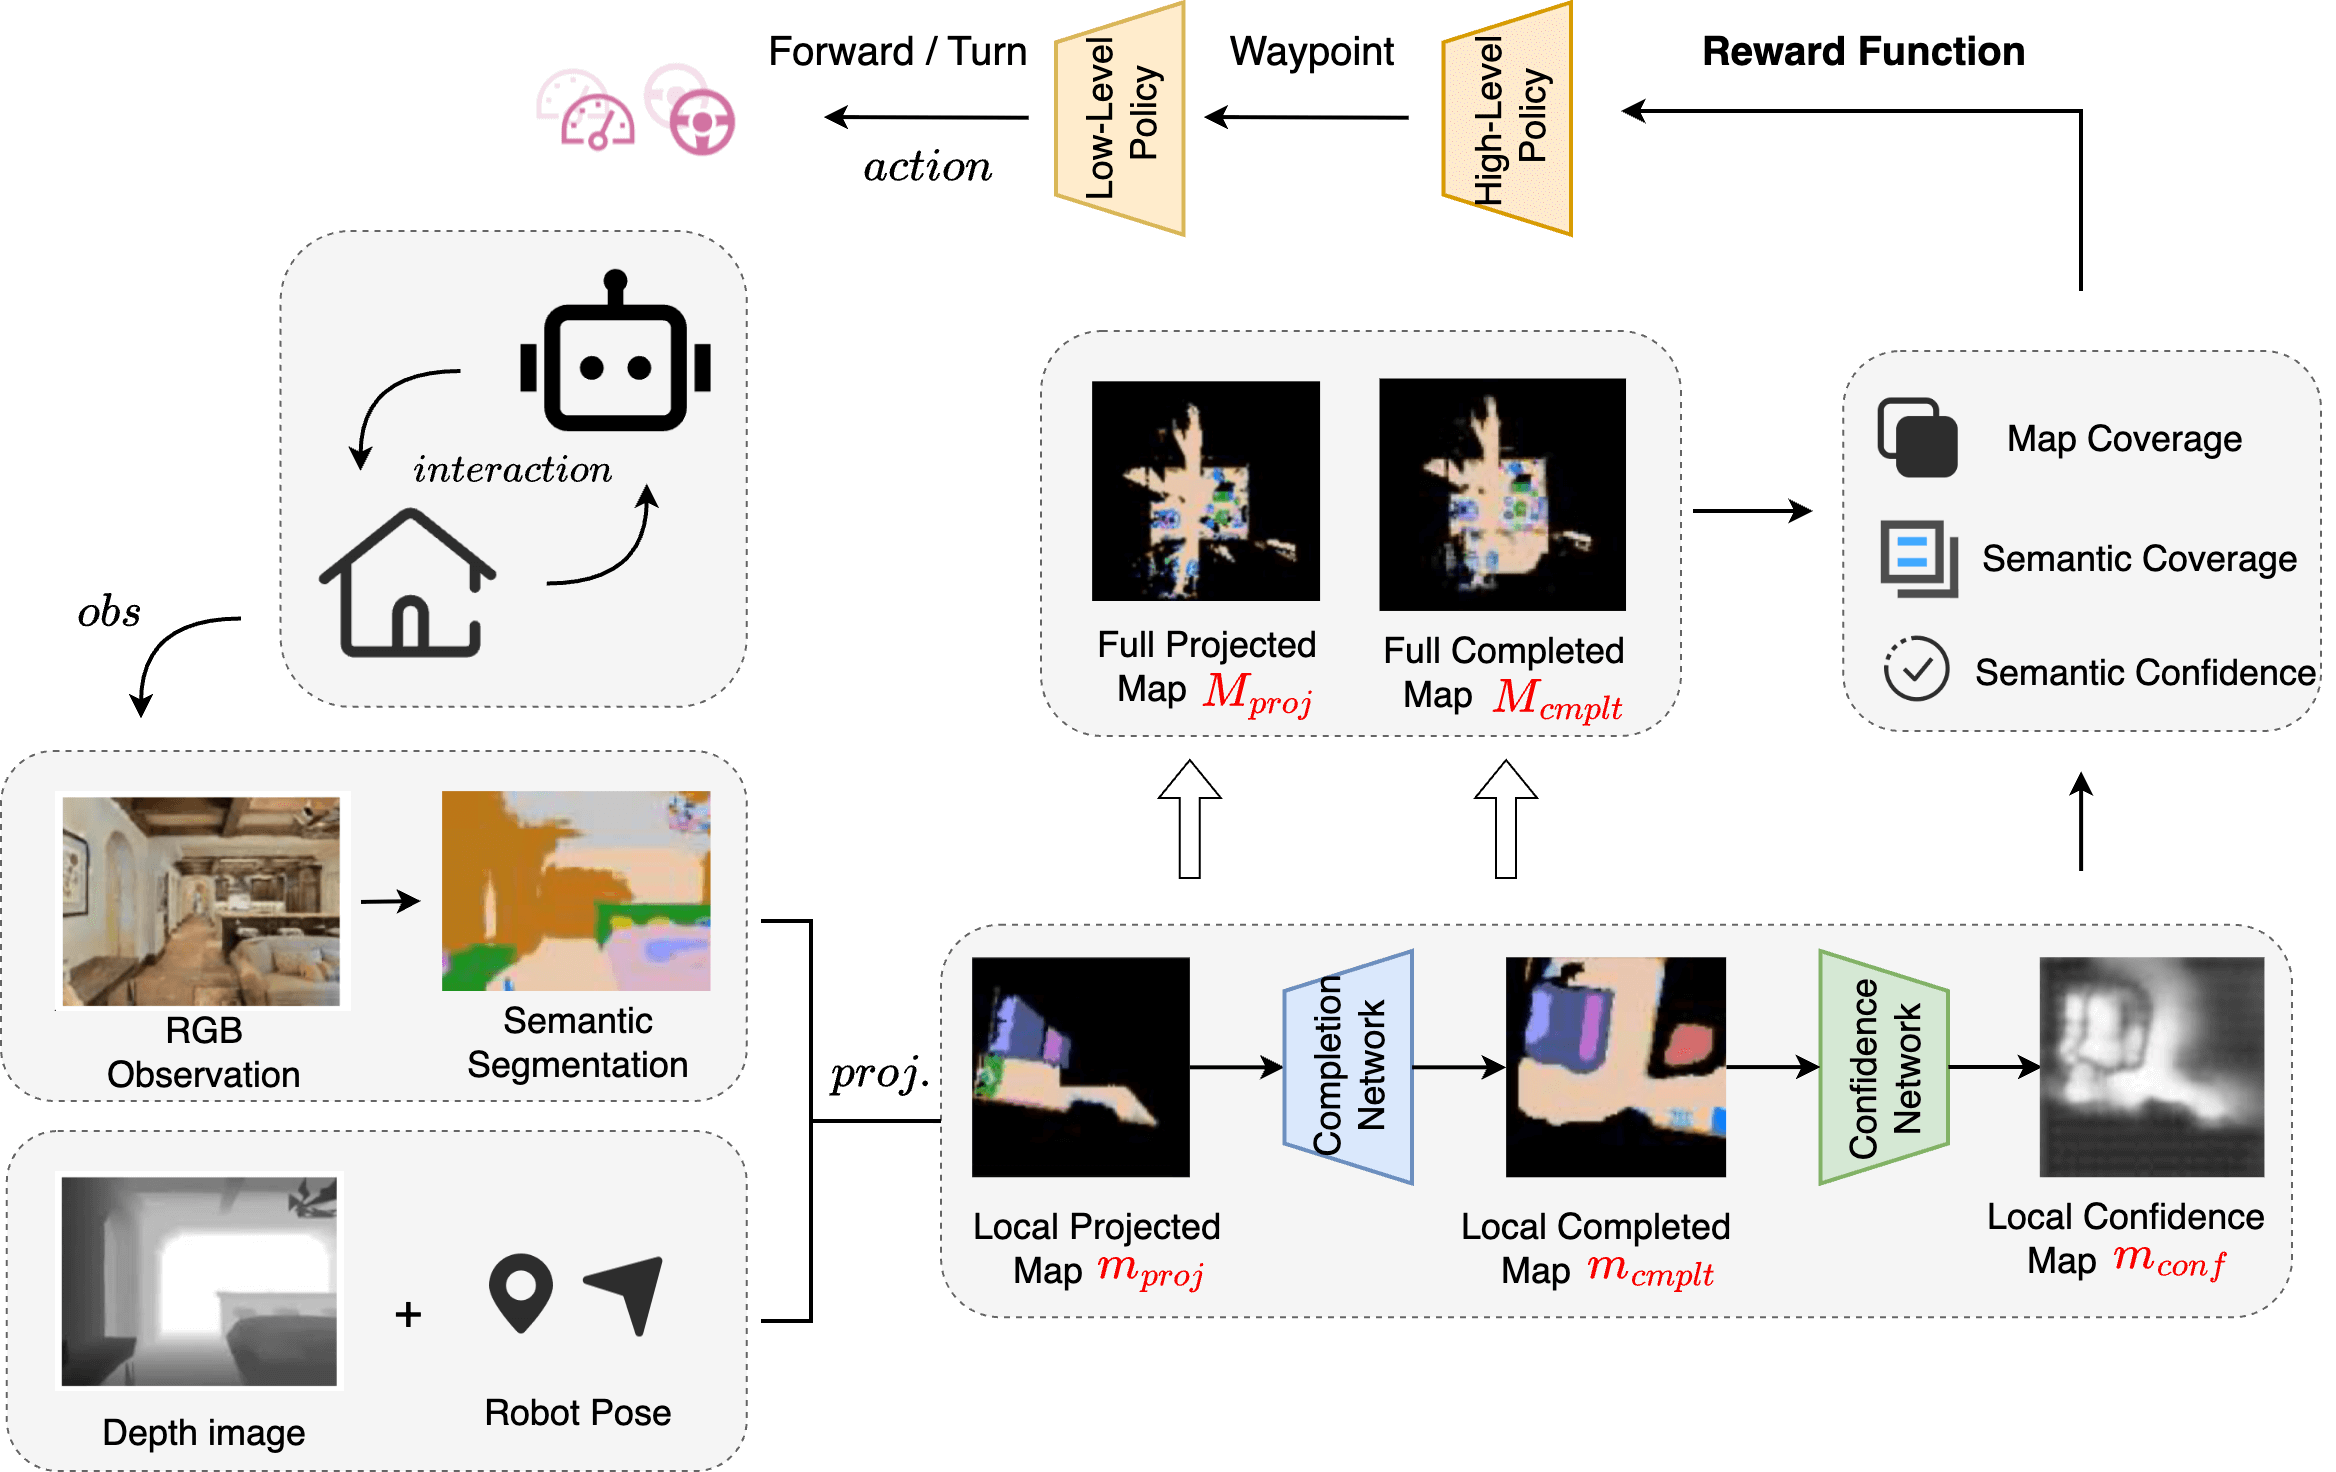 Forward / Turn
action
Low-Level
Policy
Waypoint
High-Level
Policy
Reward Function
interaction
obs
Full Projected
Map M_{proj}
Full Completed
Map M_{cmplt}
Map Coverage
Semantic Coverage
Semantic Confidence
RGB
Observation
Semantic
Segmentation
proj.
Depth image
+
Robot Pose
Local Projected
Map m_{proj}
Completion
Network
Local Completed
Map m_{cmplt}
Confidence
Network
Local Confidence
Map m_{conf}